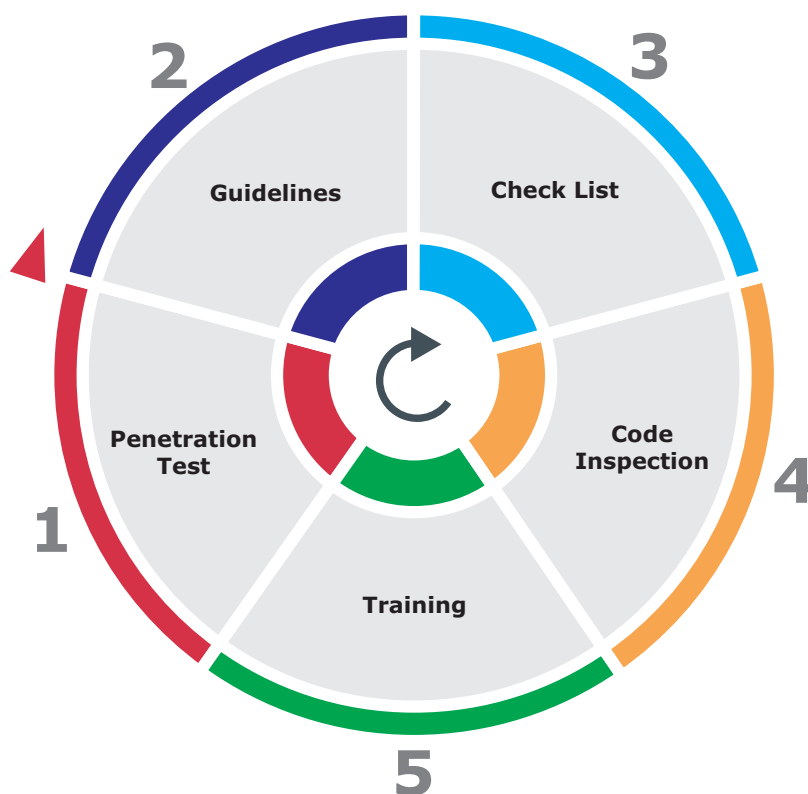 2
3
Guidelines
Check List
Penetration
Test
Code
Inspection
1
4
Training
5